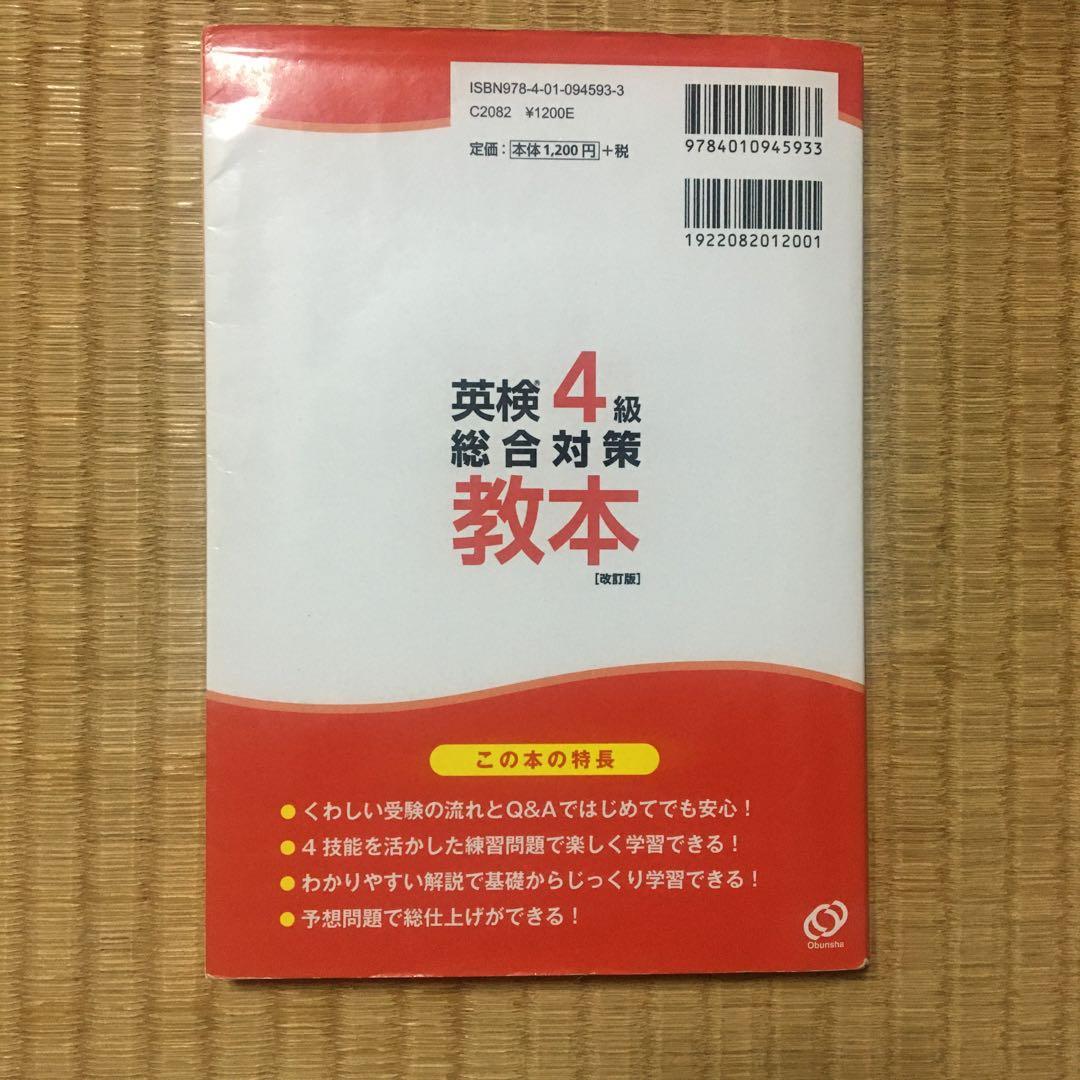 ISBN978-4-01-094593-3
C2082 ¥1200E
定価：本体1,200円＋税
9784010945933
1922082012001
英検®4級
総合対策
教本
[改訂版]
この本の特長
●くわしい受験の流れとQ&Aではじめてでも安心！
●4技能を活かした練習問題で楽しく学習できる！
●わかりやすい解説で基礎からじっくり学習できる！
●予想問題で総仕上げができる！
Obunsha